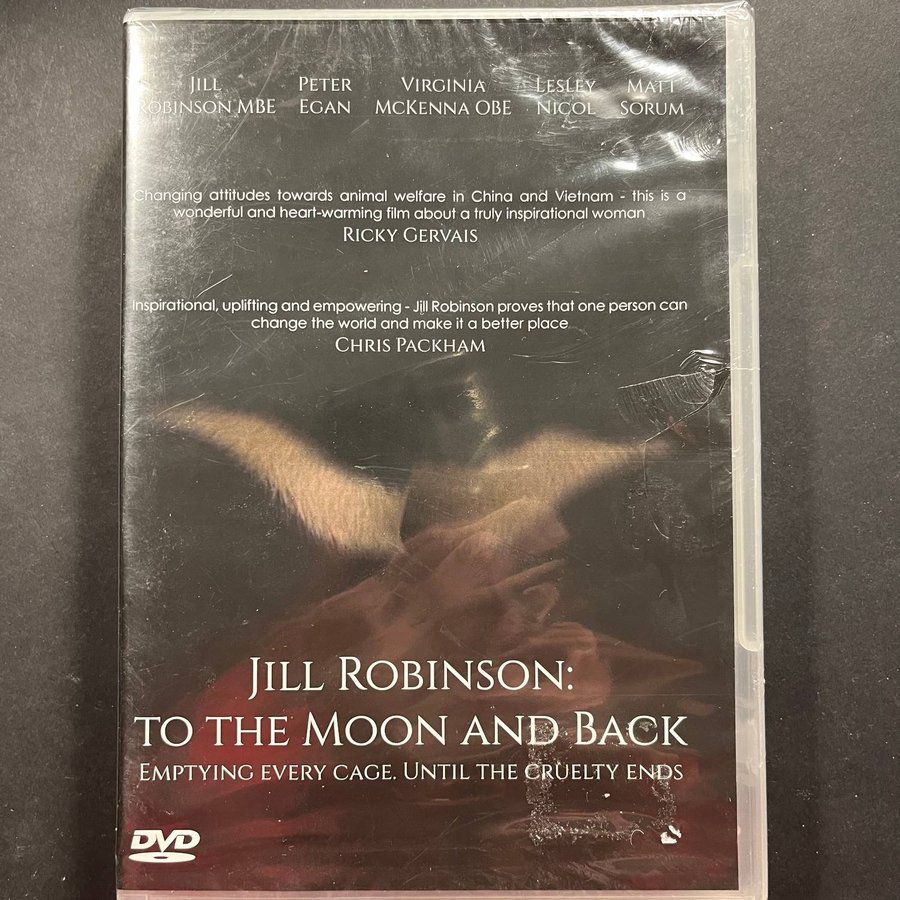 JILL PETER VIRGINIA LESLEY MATT
ROBINSON MBE EGAN MCKENNA OBE NICOL SORUM
Changing attitudes towards animal welfare in China and Vietnam - this is a
wonderful and heart-warming film about a truly inspirational woman
RICKY GERVAIS
Inspirational, uplifting and empowering - Jill Robinson proves that one person can
change the world and make it a better place
CHRIS PACKHAM
JILL ROBINSON:
TO THE MOON AND BACK
EMPTYING EVERY CAGE. UNTIL THE CRUELTY ENDS
DVD